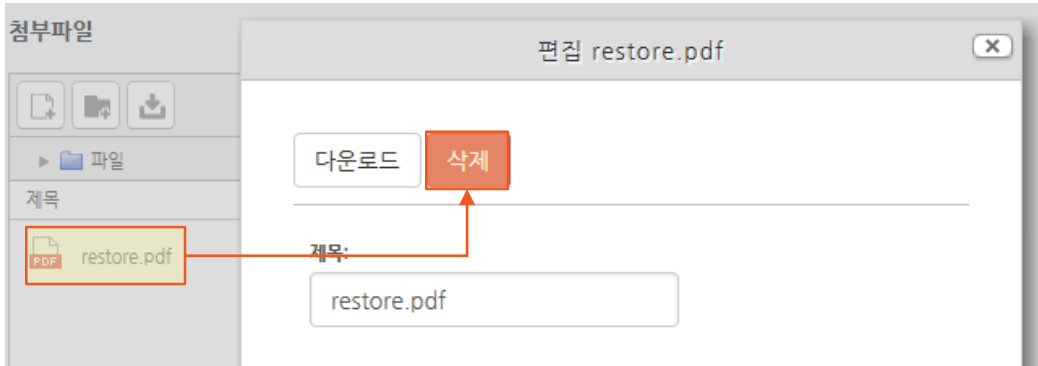 첨부파일
편집 restore.pdf
파일
제목
PDF restore.pdf
다운로드 삭제
제목:
restore.pdf